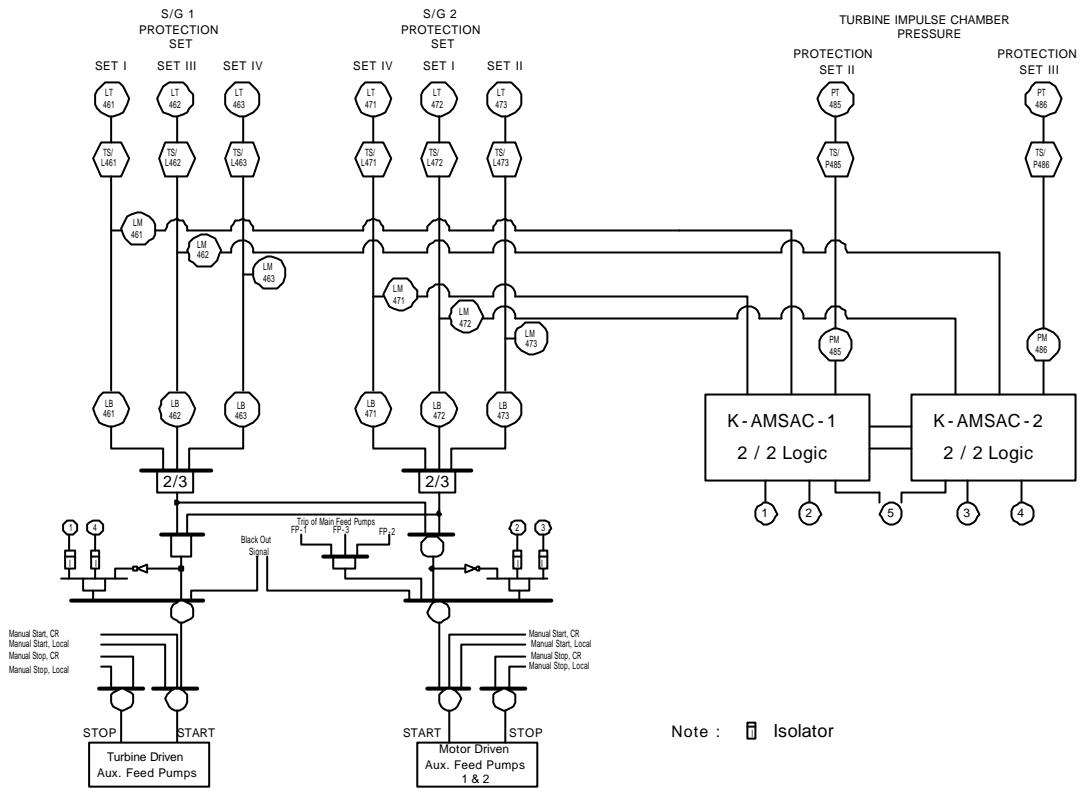 S/G 1
PROTECTION
SET
S/G 2
PROTECTION
SET
TURBINE IMPULSE CHAMBER
PRESSURE
SET I SET III SET IV
SET IV SET I SET II
PROTECTION
SET II
PROTECTION
SET III
LT
461
LT
462
LT
463
LT
471
LT
472
LT
473
PT
485
PT
486
TS/
L461
TS/
L462
TS/
L463
TS/
L471
TS/
L472
TS/
L473
TS/
P485
TS/
P486
LM
461
LM
462
LM
463
LM
471
LM
472
LM
473
PM
485
PM
486
LB
461
LB
462
LB
463
LB
471
LB
472
LB
473
K-AMSAC-1
2 / 2 Logic
K-AMSAC-2
2 / 2 Logic
2/3
2/3
1 2 5 3 4
Trip of Main Feed Pumps
FP-1 FP-3 FP-2
1 4
2 3
Black Out
Signal
Manual Start, CR
Manual Start, Local
Manual Stop, CR
Manual Stop, Local
Manual Start, CR
Manual Start, Local
Manual Stop, CR
Manual Stop, Local
STOP START
START STOP
Turbine Driven
Aux. Feed Pumps
Motor Driven
Aux. Feed Pumps
1 & 2
Note : Isolator